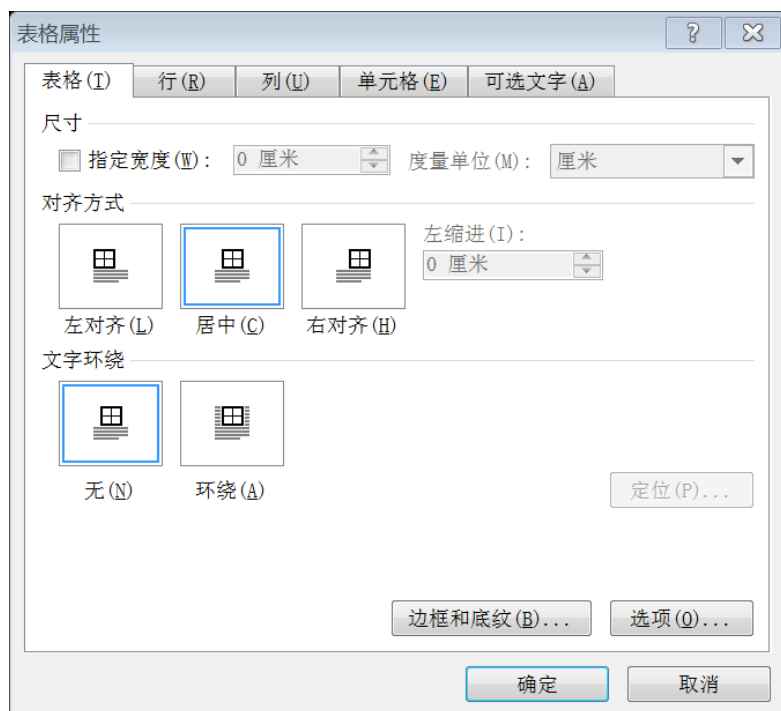 表格属性
表格(T) 行(R) 列(U) 单元格(E) 可选文字(A)
尺寸
指定宽度(W): 0 厘米 度量单位(M): 厘米
对齐方式
左缩进(I):
0 厘米
左对齐(L) 居中(C) 右对齐(H)
文字环绕
无(N) 环绕(A) 定位(P)...
边框和底纹(B)... 选项(O)...
确定 取消